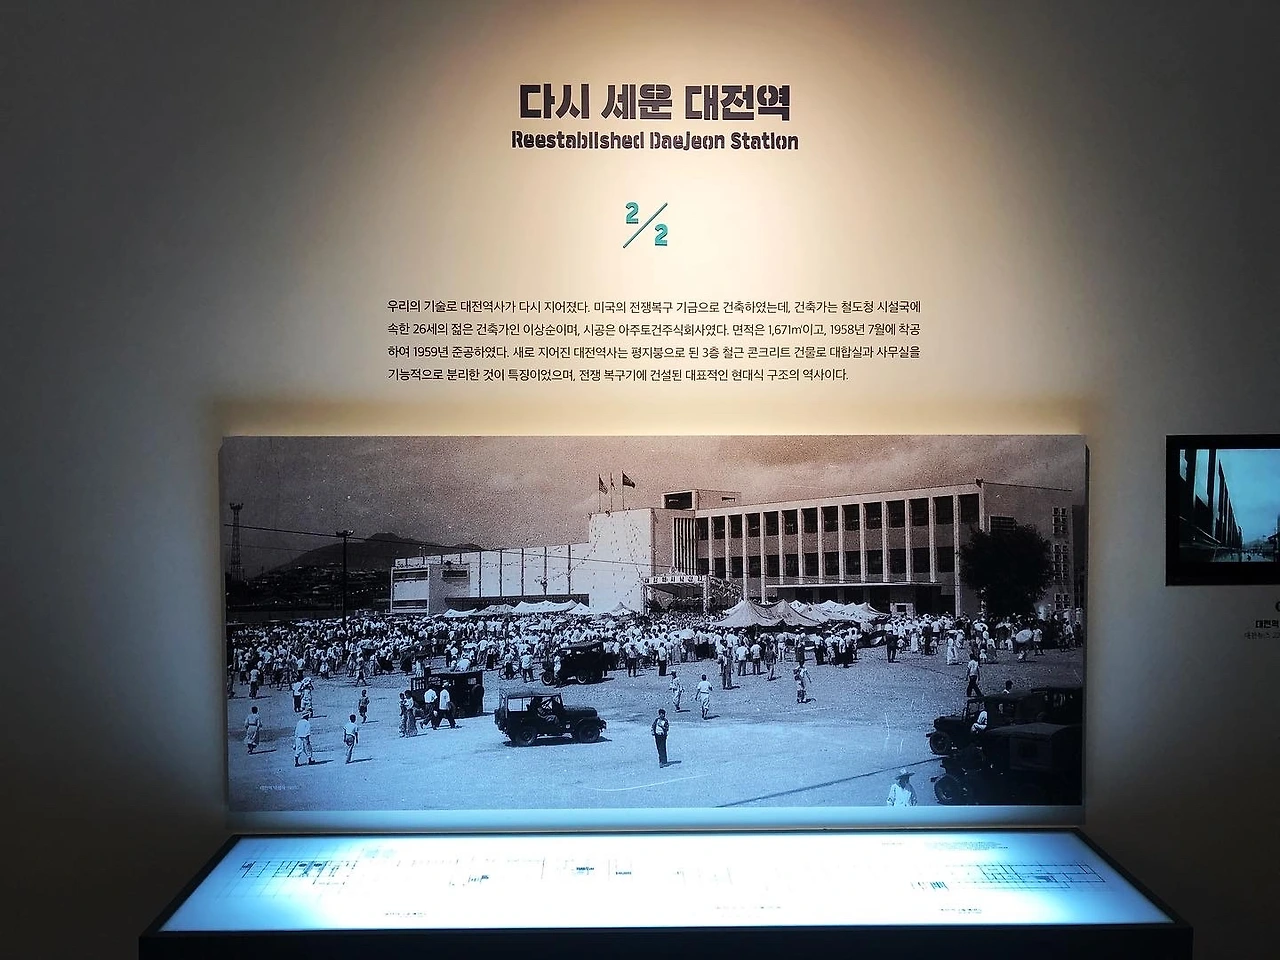 다시 세운 대전역
Reestablished Daejeon Station
2/2
우리의 기술로 대전역사가 다시 지어졌다. 미국의 전쟁복구 기금으로 건축하였는데, 건축가는 철도청 시설국에
속한 26세의 젊은 건축가인 이상순이며, 시공은 아주토건주식회사였다. 면적은 1,671㎡이고, 1958년 7월에 착공
하여 1959년 준공하였다. 새로 지어진 대전역사는 평지붕으로 된 3층 철근 콘크리트 건물로 대합실과 사무실을
기능적으로 분리한 것이 특징이었으며, 전쟁 복구기에 건설된 대표적인 현대식 구조의 역사이다.
대전역